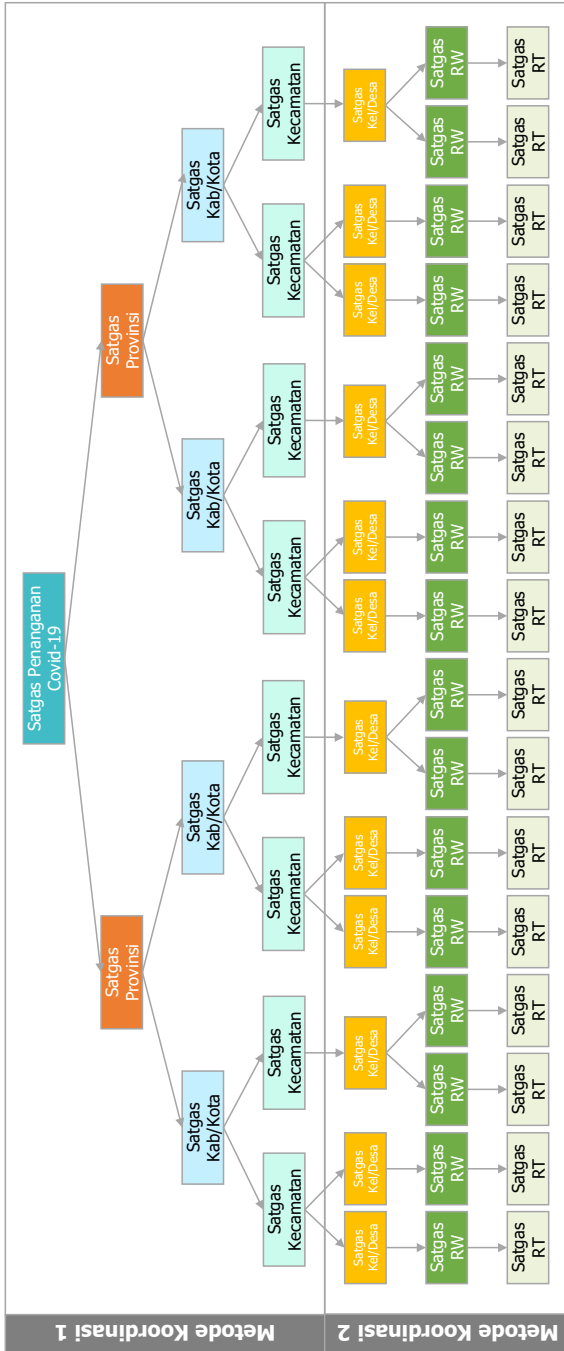 Metode Koordinasi 1
Satgas Penanganan
Covid-19
Satgas
Provinsi
Satgas
Provinsi
Satgas
Kab/Kota
Satgas
Kab/Kota
Satgas
Kab/Kota
Satgas
Kab/Kota
Satgas
Kecamatan
Satgas
Kecamatan
Satgas
Kecamatan
Satgas
Kecamatan
Satgas
Kecamatan
Satgas
Kecamatan
Satgas
Kecamatan
Satgas
Kecamatan
Metode Koordinasi 2
Satgas
Kel/Desa
Satgas
Kel/Desa
Satgas
Kel/Desa
Satgas
Kel/Desa
Satgas
Kel/Desa
Satgas
Kel/Desa
Satgas
Kel/Desa
Satgas
Kel/Desa
Satgas
Kel/Desa
Satgas
Kel/Desa
Satgas
Kel/Desa
Satgas
Kel/Desa
Satgas
RW
Satgas
RW
Satgas
RW
Satgas
RW
Satgas
RW
Satgas
RW
Satgas
RW
Satgas
RW
Satgas
RW
Satgas
RW
Satgas
RW
Satgas
RW
Satgas
RW
Satgas
RW
Satgas
RW
Satgas
RW
Satgas
RT
Satgas
RT
Satgas
RT
Satgas
RT
Satgas
RT
Satgas
RT
Satgas
RT
Satgas
RT
Satgas
RT
Satgas
RT
Satgas
RT
Satgas
RT
Satgas
RT
Satgas
RT
Satgas
RT
Satgas
RT